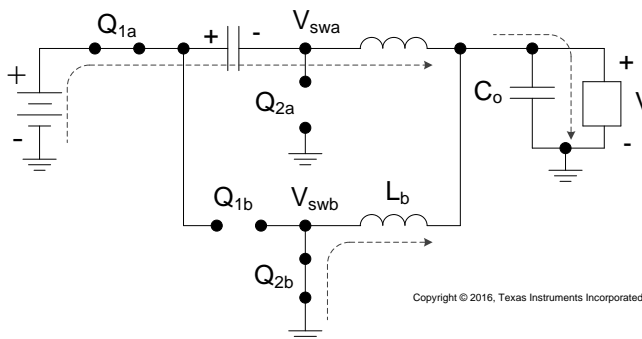 Q1a
+ -
Vswa
+
-
Q2a
Co
+
V
-
Q1b
Vswb
Lb
Q2b
Copyright © 2016, Texas Instruments Incorporated